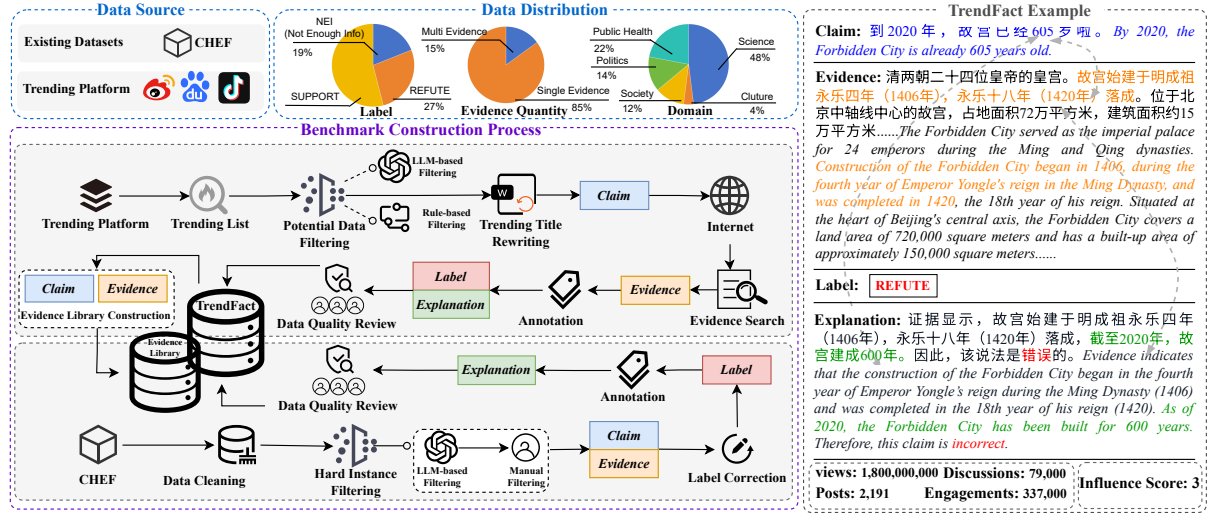 Data Source
Existing Datasets
CHEF
Trending Platform
du
Data Distribution
NEI
(Not Enough Info)
19%
SUPPORT
REFUTE
27%
Label
Multi Evidence
15%
Single Evidence
85%
Evidence Quantity
Public Health
22%
Politics
14%
Society
12%
Science
48%
Cluture
4%
Domain
Benchmark Construction Process
Trending Platform
Trending List
Potential Data
Filtering
LLM-based
Filtering
Rule-based
Filtering
W
Trending Title
Rewriting
Claim
Internet
Claim
Evidence
Evidence Library Construction
TrendFact
Evidence
Library
Data Quality Review
Label
Explanation
Annotation
Evidence
Evidence Search
Data Quality Review
Explanation
Annotation
Label
CHEF
Data Cleaning
Hard Instance
Filtering
LLM-based
Filtering
Manual
Filtering
Claim
Evidence
Label Correction
TrendFact Example
Claim: 到 2020 年，故宫已经 605 岁啦。By 2020, the
Forbidden City is already 605 years old.
Evidence: 清两朝二十四位皇帝的皇宫。故宫始建于明成祖
永乐四年（1406年），永乐十八年（1420年）落成。位于北
京中轴线中心的故宫，占地面积72万平方米，建筑面积约15
万平方米......The Forbidden City served as the imperial palace
for 24 emperors during the Ming and Qing dynasties.
Construction of the Forbidden City began in 1406, during the
fourth year of Emperor Yongle's reign in the Ming Dynasty, and
was completed in 1420, the 18th year of his reign. Situated at
the heart of Beijing's central axis, the Forbidden City covers a
land area of 720,000 square meters and has a built-up area of
approximately 150,000 square meters......
Label: REFUTE
Explanation: 证据显示，故宫始建于明成祖永乐四年
（1406年），永乐十八年（1420年）落成，截至2020年，故
宫建成600年。因此，该说法是错误的。Evidence indicates
that the construction of the Forbidden City began in the fourth
year of Emperor Yongle's reign during the Ming Dynasty (1406)
and was completed in the 18th year of his reign (1420). As of
2020, the Forbidden City has been built for 600 years.
Therefore, this claim is incorrect.
views: 1,800,000,000 Discussions: 79,000
Posts: 2,191 Engagements: 337,000
Influence Score: 3